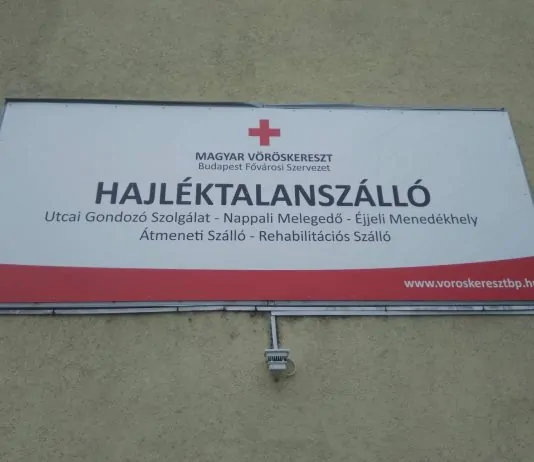 MAGYAR VÖRÖSKERESZT
Budapest Fővárosi Szervezet
HAJLÉKTALANSZÁLLÓ
Utcai Gondozó Szolgálat - Nappali Melegedő - Éjjeli Menedékhely
Átmeneti Szálló - Rehabilitációs Szálló
www.voroskeresztbp.hu